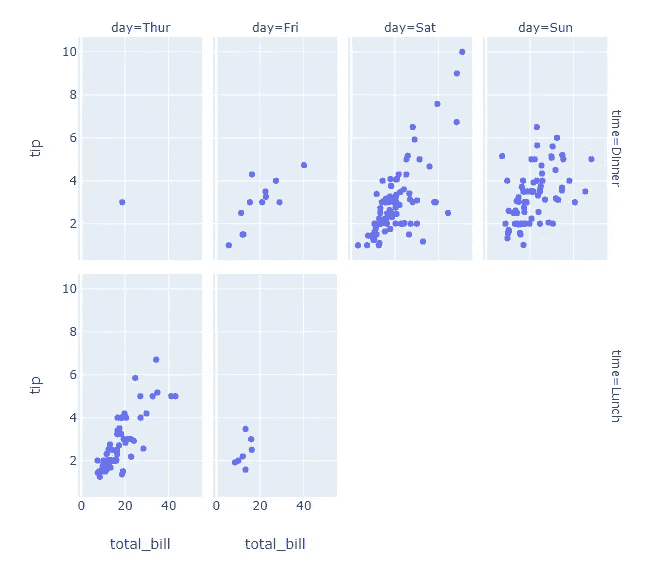 day=Thur day=Fri day=Sat day=Sun
10
8
6
4
2
tip
time=Dinner
10
8
6
4
2
tip
time=Lunch
0 20 40 0 20 40
total_bill total_bill